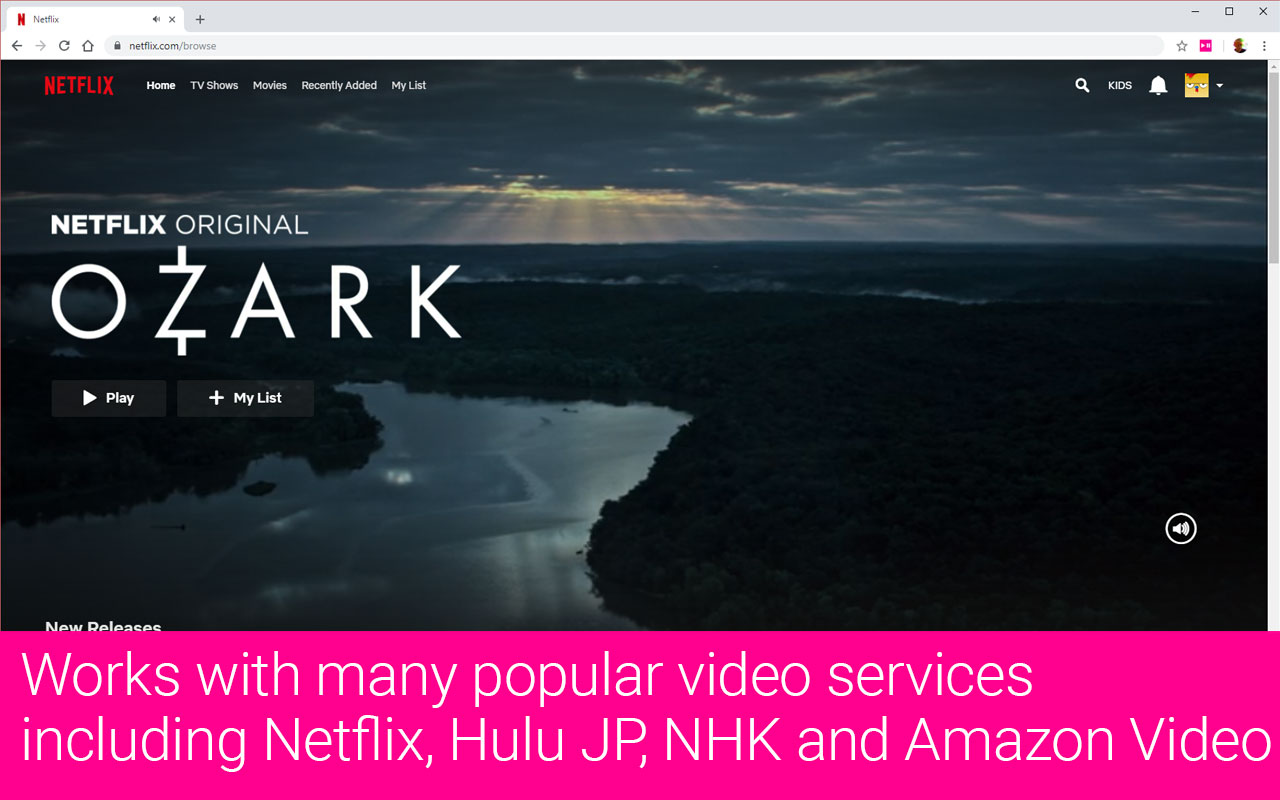 Netflix
netflix.com/browse
NETFLIX Home TV Shows Movies Recently Added My List KIDS
NETFLIX ORIGINAL
OZARK
Play My List
New Releases
Works with many popular video services
including Netflix, Hulu JP, NHK and Amazon Video